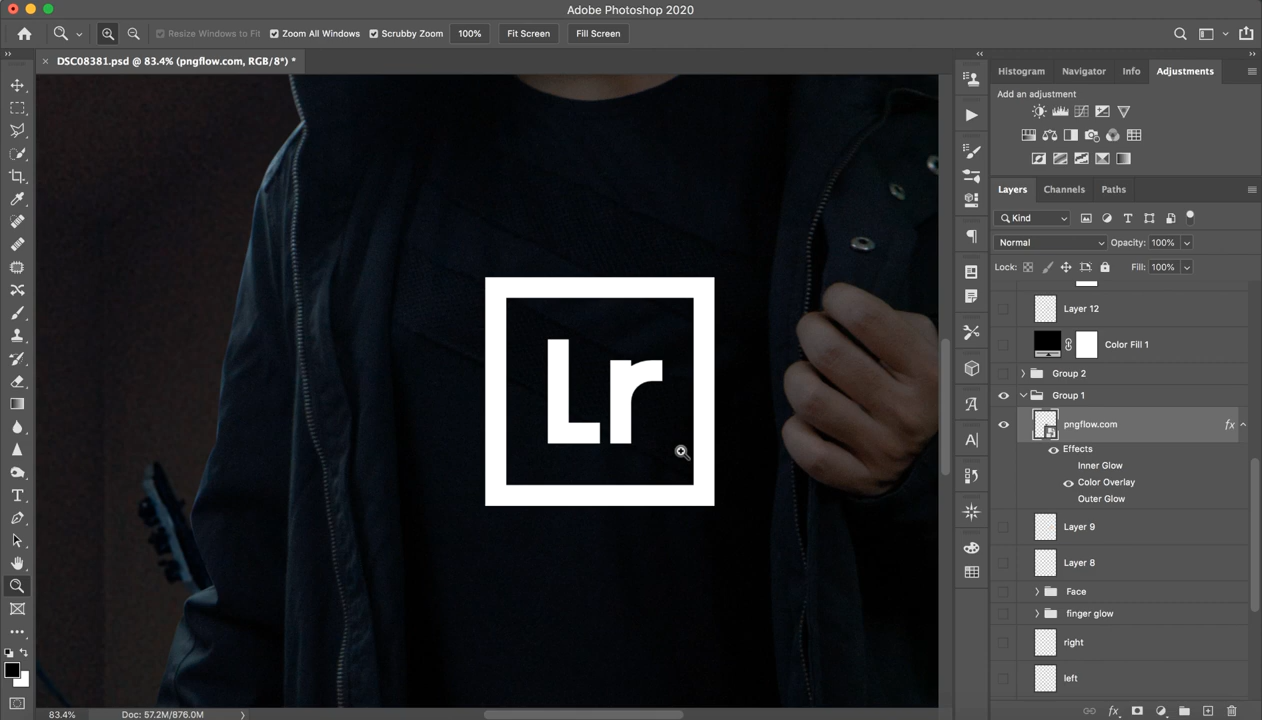 Adobe Photoshop 2020
Resize Windows to Fit
Zoom All Windows
Scrubby Zoom
100%
Fit Screen
Fill Screen
DSC08381.psd @ 83.4% (pngflow.com, RGB/8*) *
Histogram
Navigator
Info
Adjustments
Add an adjustment
Layers
Channels
Paths
Kind
Normal
Opacity: 100%
Lock:
Fill: 100%
Layer 12
Color Fill 1
Group 2
Group 1
pngflow.com
fx
Effects
Inner Glow
Color Overlay
Outer Glow
Layer 9
Layer 8
Face
finger glow
right
left
Lr
83.4%
Doc: 57.2M/876.0M
fx